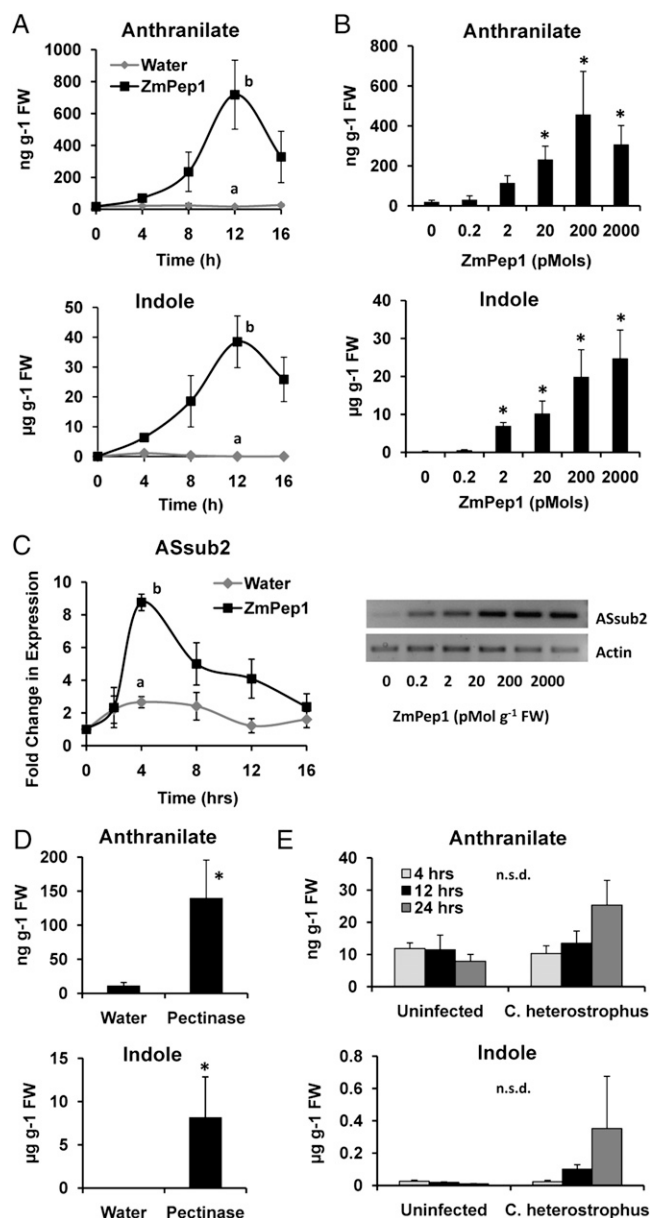 A
Anthranilate
ng g-1 FW
1000
800
600
400
200
0
Water
ZmPep1
b
a
0 4 8 12 16
Time (h)
Indole
µg g-1 FW
50
40
30
20
10
0
b
a
0 4 8 12 16
Time (h)
B
Anthranilate
ng g-1 FW
800
600
400
200
0
* * *
0 0.2 2 20 200 2000
ZmPep1 (pMols)
Indole
µg g-1 FW
40
30
20
10
0
* * * *
0 0.2 2 20 200 2000
ZmPep1 (pMols)
C
ASsub2
Fold Change in Expression
10
8
6
4
2
0
Water
ZmPep1
b
a
0 4 8 12 16
Time (hrs)
ASsub2
Actin
0 0.2 2 20 200 2000
ZmPep1 (pMol g-1 FW)
D
Anthranilate
ng g-1 FW
200
150
100
50
0
*
Water Pectinase
Indole
µg g-1 FW
15
10
5
0
*
Water Pectinase
E
Anthranilate
ng g-1 FW
50
40
30
20
10
0
4 hrs
12 hrs
24 hrs
n.s.d.
Uninfected C. heterostrophus
Indole
µg g-1 FW
0.8
0.6
0.4
0.2
0
n.s.d.
Uninfected C. heterostrophus